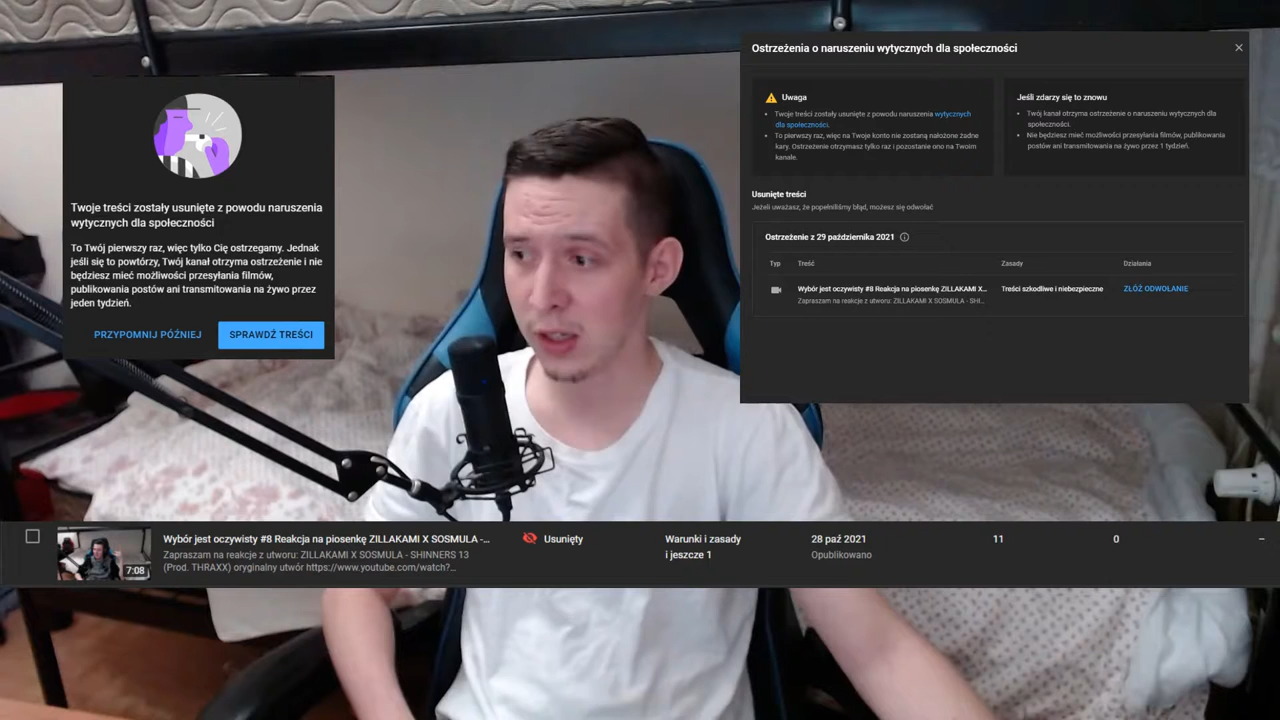 Twoje treści zostały usunięte z powodu naruszenia
wytycznych dla społeczności
To Twój pierwszy raz, więc tylko Cię ostrzegamy. Jednak
jeśli się to powtórzy, Twój kanał otrzyma ostrzeżenie i nie
będziesz mieć możliwości przesyłania filmów,
publikowania postów ani transmitowania na żywo przez
jeden tydzień.
PRZYPOMNIJ PÓŹNIEJ
SPRAWDŹ TREŚCI
Ostrzeżenia o naruszeniu wytycznych dla społeczności
Uwaga
Twoje treści zostały usunięte z powodu naruszenia wytycznych
dla społeczności.
To pierwszy raz, więc na Twoje konto nie zostaną nałożone żadne
kary. Ostrzeżenie otrzymasz tylko raz i pozostanie ono na Twoim
kanale.
Jeśli zdarzy się to znowu
Twój kanał otrzyma ostrzeżenie o naruszeniu wytycznych dla
społeczności.
Nie będziesz mieć możliwości przesyłania filmów, publikowania
postów ani transmitowania na żywo przez 1 tydzień.
Usunięte treści
Jeżeli uważasz, że popełniliśmy błąd, możesz się odwołać
Ostrzeżenie z 29 października 2021
Typ Treść Zasady Działania
Wybór jest oczywisty #8 Reakcja na piosenkę ZILLAKAMI X... Treści szkodliwe i niebezpieczne ZŁÓŻ ODWOŁANIE
Zapraszam na reakcje z utworu: ZILLAKAMI X SOSMULA - SHI...
7:08
Wybór jest oczywisty #8 Reakcja na piosenkę ZILLAKAMI X SOSMULA -...
Zapraszam na reakcje z utworu: ZILLAKAMI X SOSMULA - SHINNERS 13
(Prod. THRAXX) oryginalny utwór https://www.youtube.com/watch?...
Usunięty
Warunki i zasady
i jeszcze 1
28 paź 2021
Opublikowano
11
0
–